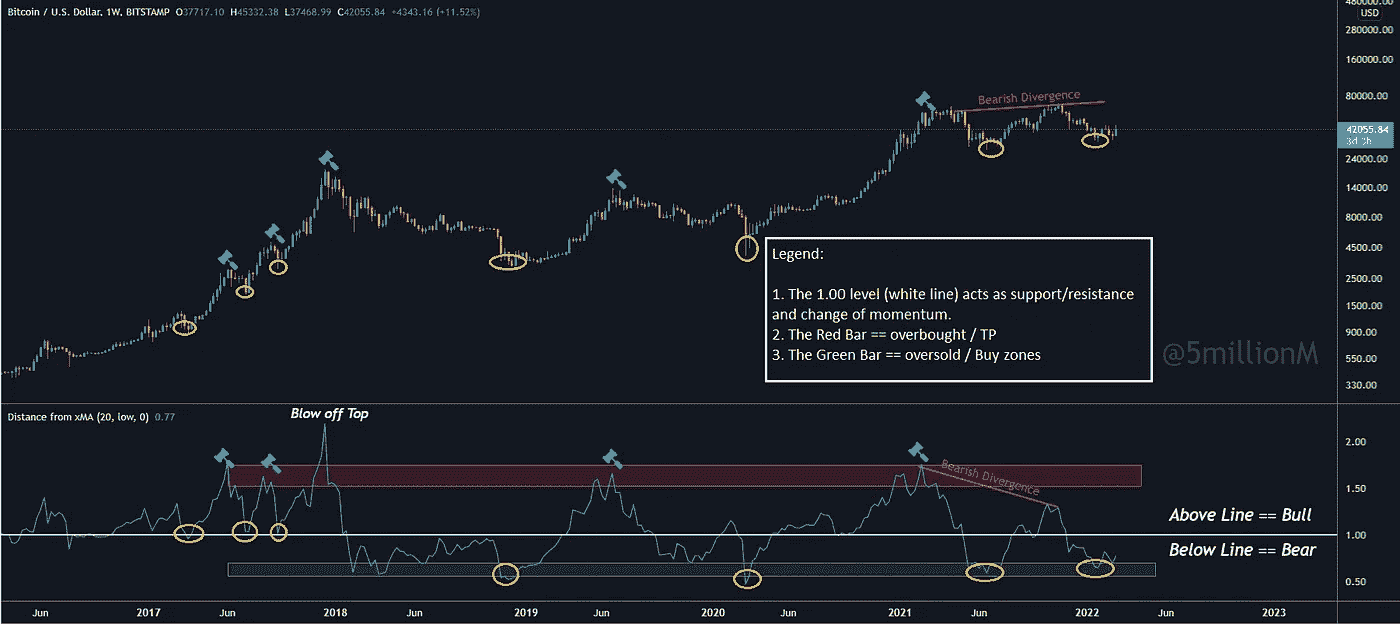 Bitcoin / U.S. Dollar, 1W, BITSTAMP O37717.10 H45332.38 L37468.99 C42055.84 +4343.16 (+11.52%)
480000.00
USD
280000.00
160000.00
80000.00
Bearish Divergence
42055.84
3d 2h
24000.00
14000.00
8000.00
4500.00
2500.00
1500.00
900.00
550.00
330.00
Legend:
1. The 1.00 level (white line) acts as support/resistance
and change of momentum.
2. The Red Bar == overbought / TP
3. The Green Bar == oversold / Buy zones
@5millionM
Distance from xMA (20, low, 0) 0.77
Blow off Top
Bearish Divergence
2.00
1.50
Above Line == Bull
1.00
Below Line == Bear
0.50
Jun 2017 Jun 2018 Jun 2019 Jun 2020 Jun 2021 Jun 2022 Jun 2023